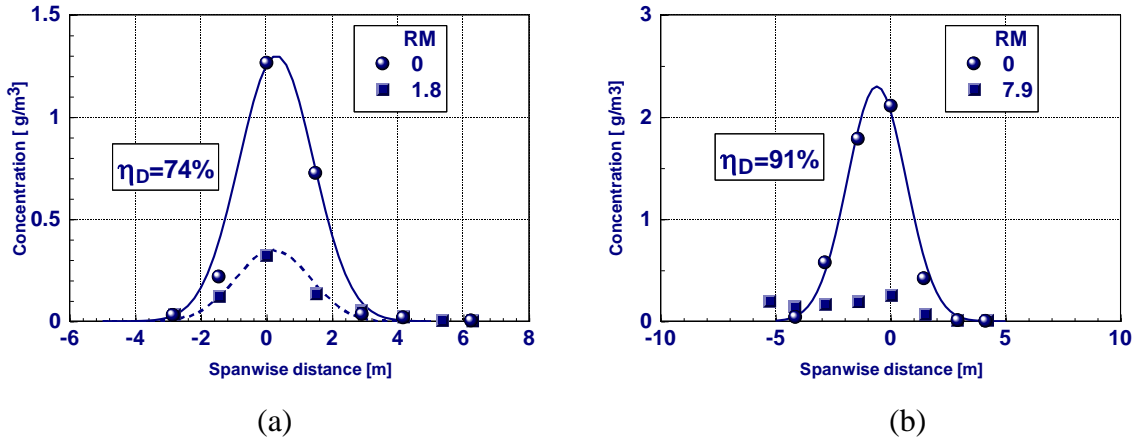 1.5
1
0.5
0
Concentration [ g/m3]
-6 -4 -2 0 2 4 6 8
Spanwise distance [m]
RM
0
1.8
ηD=74%
(a)
3
2
1
0
Concentration [ g/m3]
-10 -5 0 5 10
Spanwise distance [m]
RM
0
7.9
ηD=91%
(b)